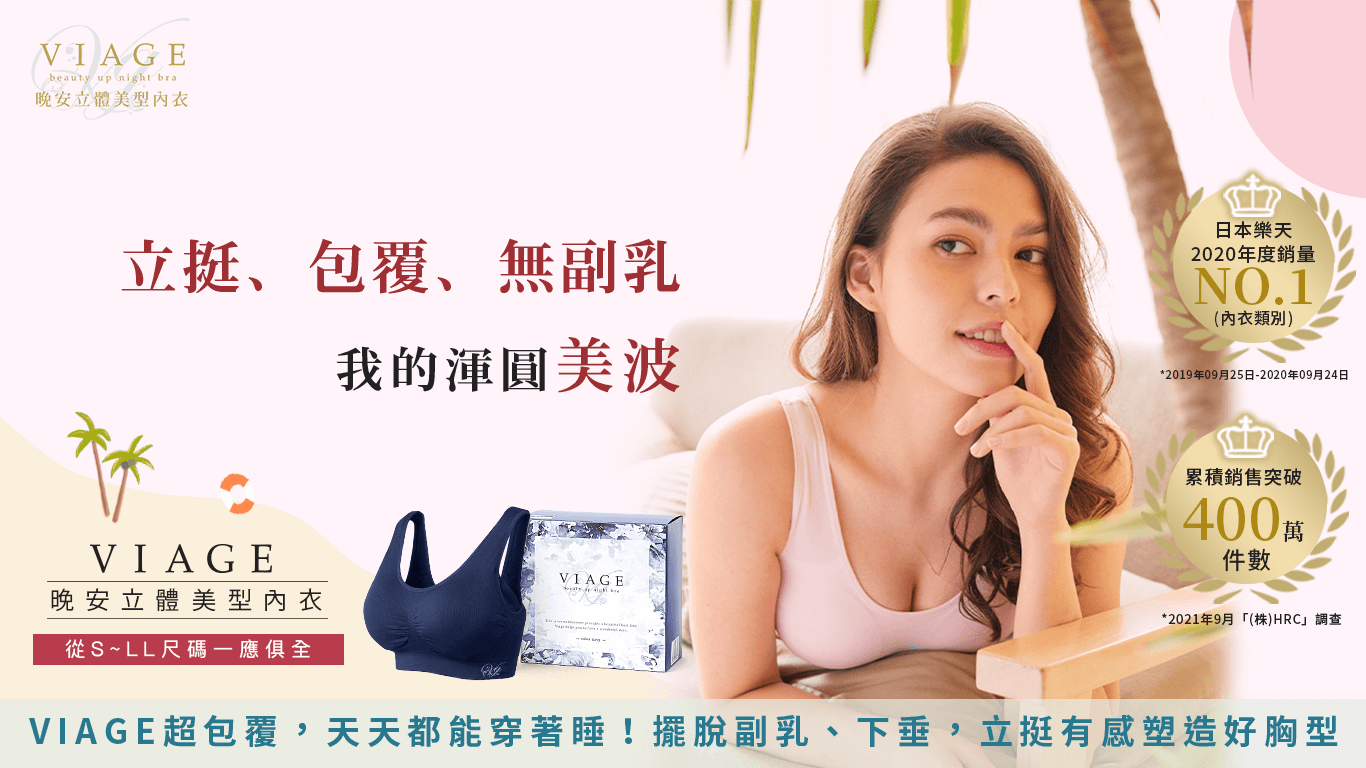 VIAGE
beauty up night bra
晚安立體美型內衣
立挺、包覆、無副乳
我的渾圓美波
日本樂天
2020年度銷量
NO.1
(內衣類別)
*2019年09月25日-2020年09月24日
累積銷售突破
400萬
件數
*2021年9月「(株)HRC」調查
VIAGE
晚安立體美型內衣
從S~LL尺碼一應俱全
VIAGE
beauty up night bra
VIAGE超包覆，天天都能穿著睡！擺脫副乳、下垂，立挺有感塑造好胸型